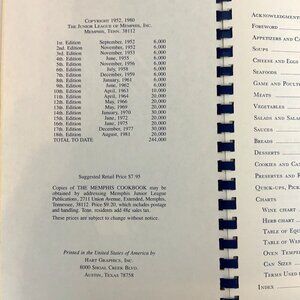 COPYRIGHT 1952, 1980
THE JUNIOR LEAGUE OF MEMPHIS, INC.
MEMPHIS, TENN. 38112
1st Edition September, 1952 6,000
2nd Edition November, 1952 6,000
3rd Edition November, 1953 6,000
4th Edition June, 1955 6,000
5th Edition November, 1956 6,000
6th Edition July, 1958 6,000
7th Edition December, 1959 6,000
8th Edition January, 1961 6,000
9th Edition June, 1962 6,000
10th Edition April, 1963 10,000
11th Edition April, 1964 20,000
12th Edition May, 1966 20,000
13th Edition May, 1969 20,000
14th Edition January, 1970 30,000
15th Edition June, 1972 20,000
16th Edition June, 1975 20,000
17th Edition December, 1977 30,000
18th Edition August, 1981 20,000
TOTAL TO DATE 244,000
Suggested Retail Price $7.95
Copies of THE MEMPHIS COOKBOOK may be
obtained by addressing Memphis Junior League
Publications, 2711 Union Avenue, Extended, Memphis,
Tennessee, 38112. Price $9.20, which includes postage
and handling. Tenn. residents add 48¢ sales tax.
These prices are subject to change without notice.
Printed in the United States of America by
HART GRAPHICS, INC.
8000 SHOAL CREEK BLVD.
AUSTIN, TEXAS 78758
ACKNOWLEDGMENT
FOREWORD
APPETIZERS AND C
SOUPS
CHEESE AND EGGS
SEAFOODS
GAME AND POULT
MEATS
VEGETABLES
SALADS AND SALA
SAUCES
BREADS
DESSERTS
COOKIES AND CA
PRESERVES AND P
QUICK-UPS, PICK
CHARTS
WINE CHART
HERB CHART
TABLE OF EQU
TABLE OF WE
OVEN TEMPE
CAN SIZES
TERMS USED
INDEX